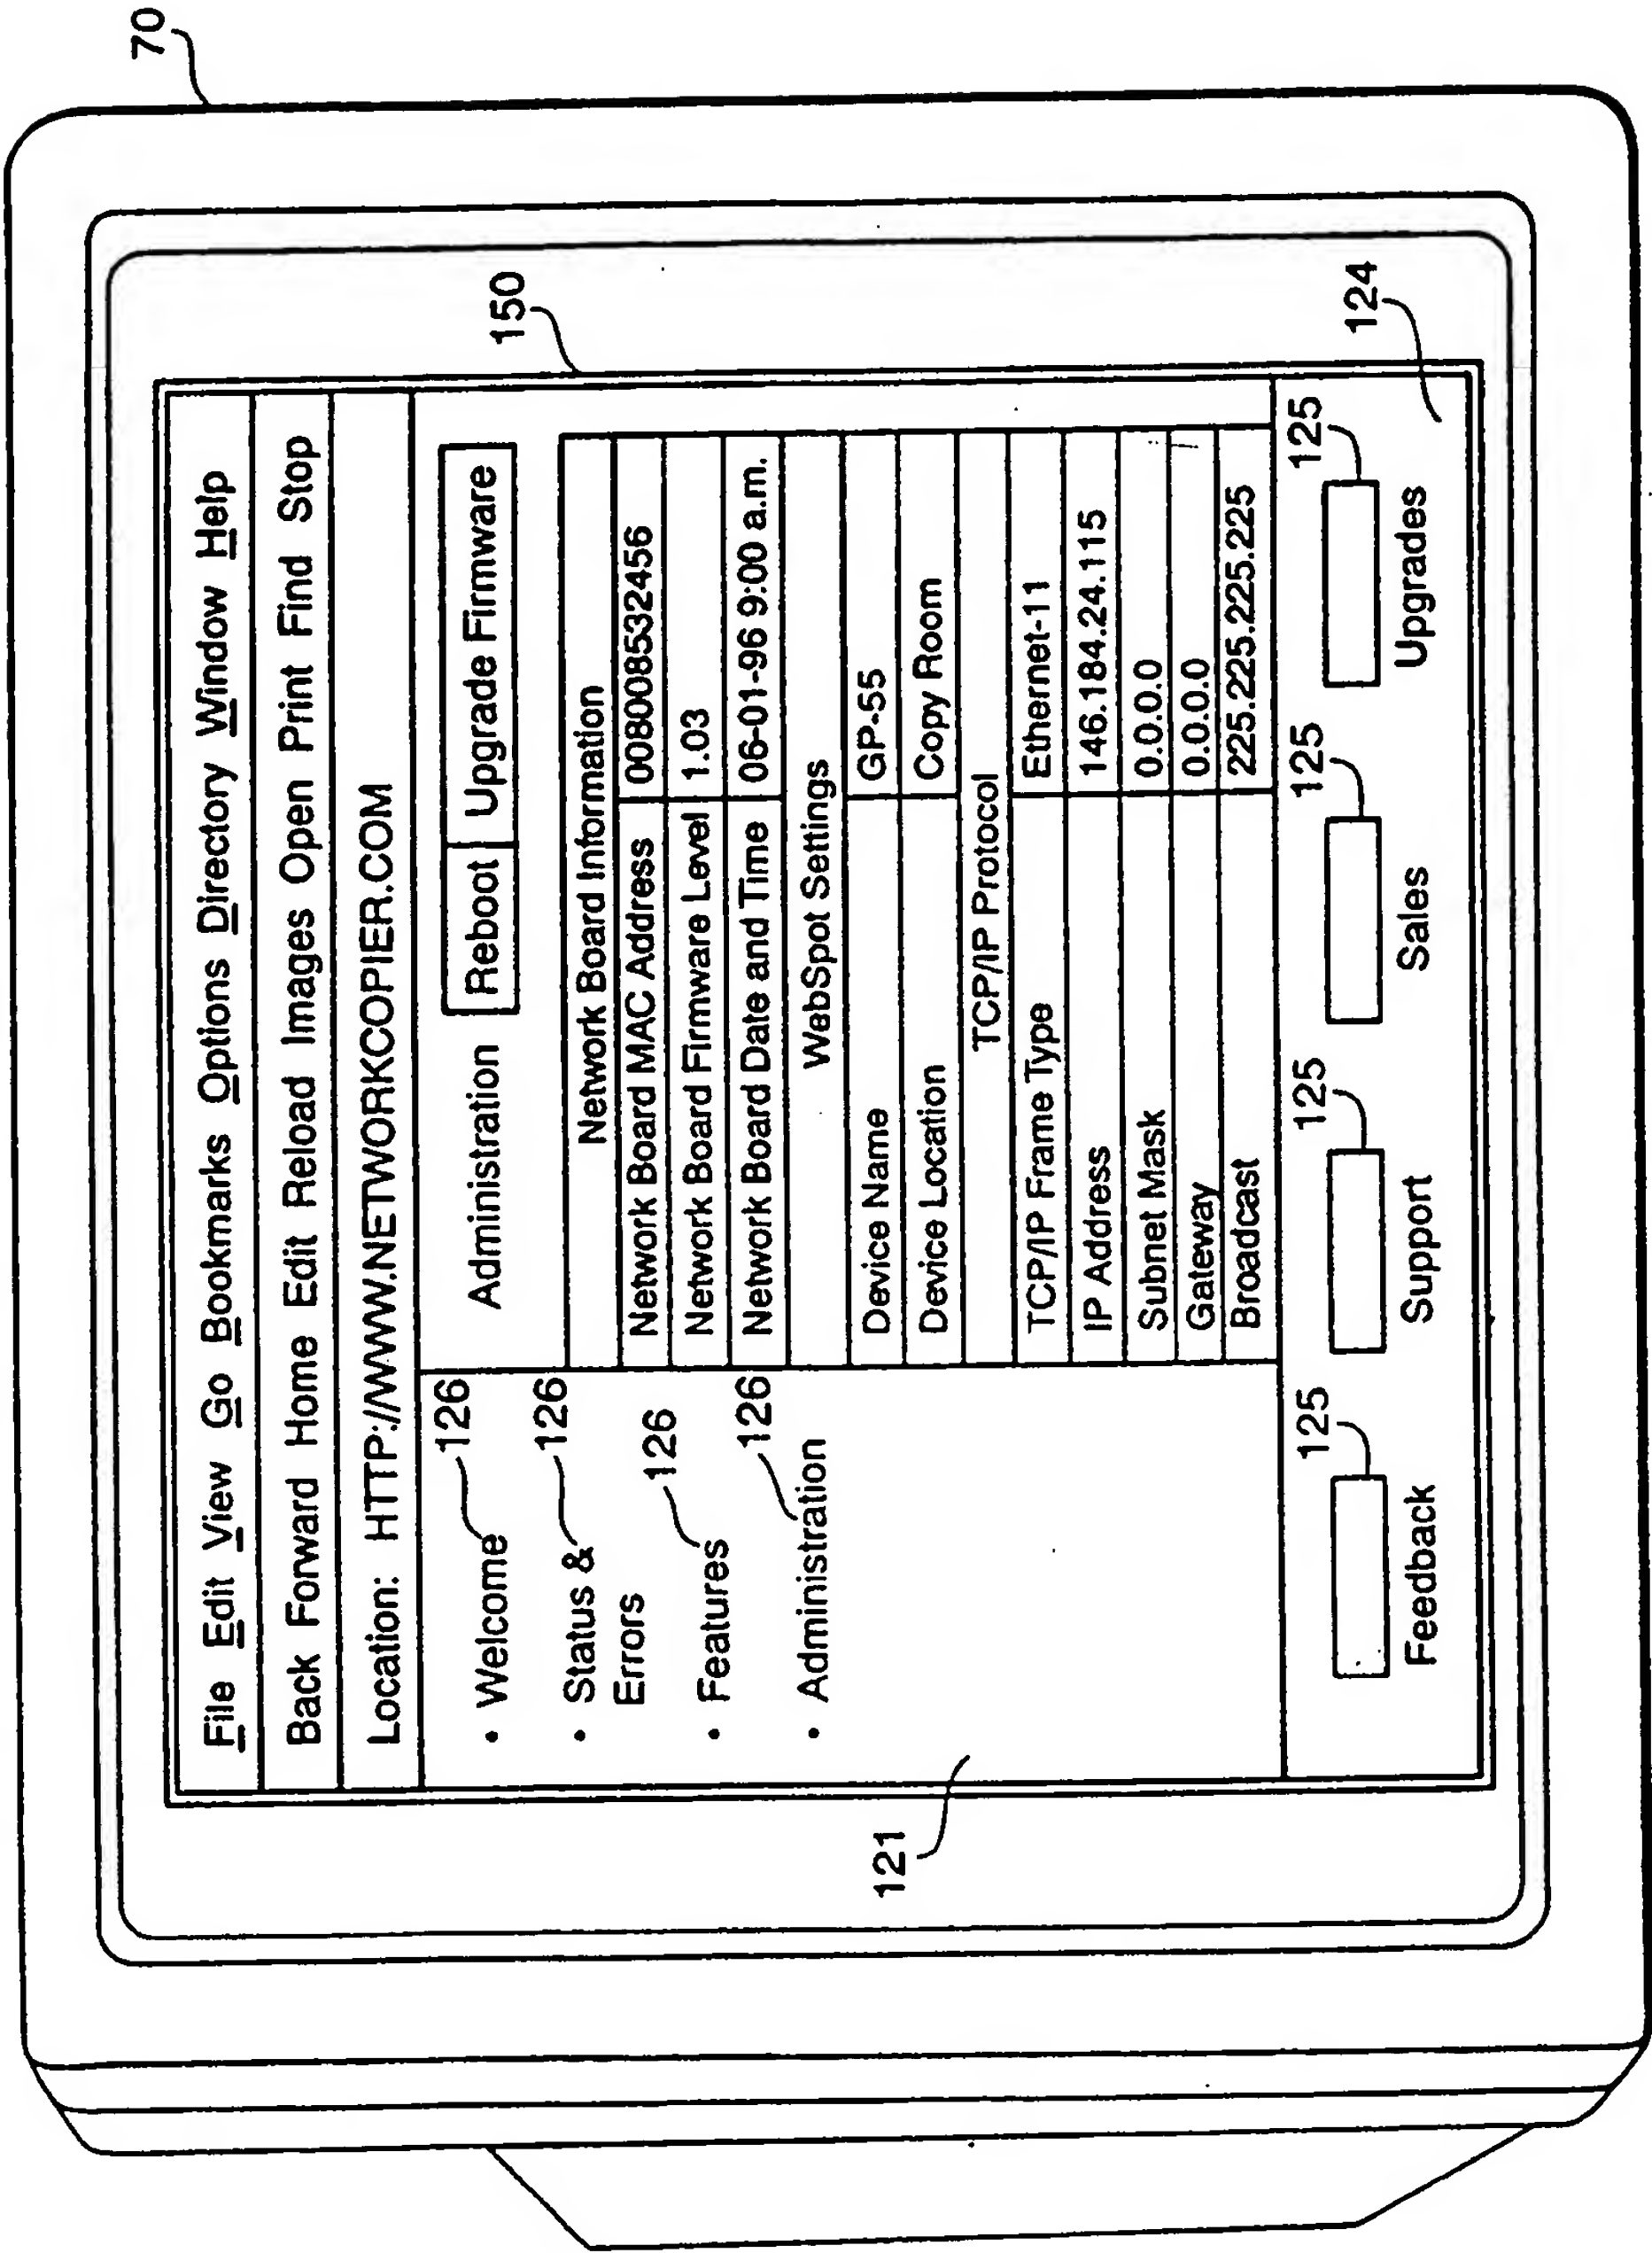 70
150
File Edit View Go Bookmarks Options Directory Window Help
Back Forward Home Edit Reload Images Open Print Find Stop
Location: HTTP://WWW.NETWORKCOPIER.COM
• Welcome 126
• Status & Errors 126
• Features 126
• Administration 126
121
Administration Reboot Upgrade Firmware
Network Board Information
Network Board MAC Address 008008532456
Network Board Firmware Level 1.03
Network Board Date and Time 06-01-96 9:00 a.m.
WebSpot Settings
Device Name GP-55
Device Location Copy Room
TCP/IP Protocol
TCP/IP Frame Type Ethernet-11
IP Address 146.184.24.115
Subnet Mask 0.0.0.0
Gateway 0.0.0.0
Broadcast 225.225.225.225
125 125 125 125
124
Feedback Support Sales Upgrades